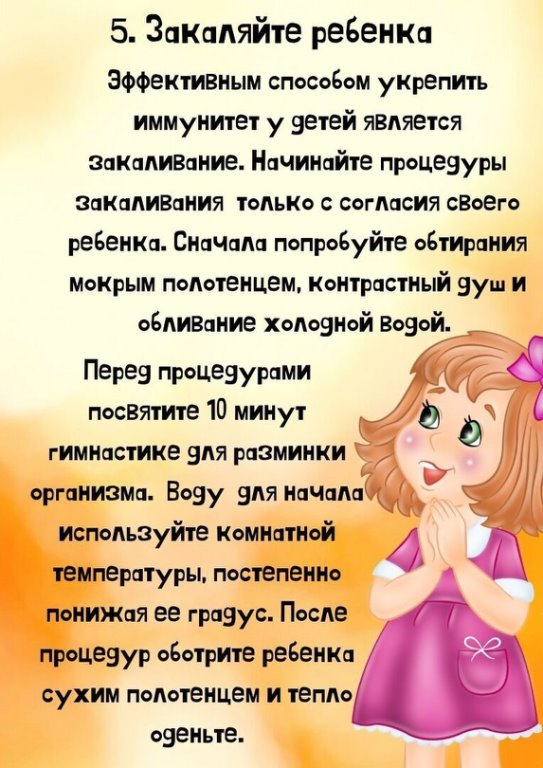 5. Закаляйте ребенка
Эффективным способом укрепить
иммунитет у детей является
закаливание. Начинайте процедуры
закаливания только с согласия своего
ребенка. Сначала попробуйте обтирания
мокрым полотенцем, контрастный душ и
обливание холодной водой.
Перед процедурами
посвятите 10 минут
гимнастике для разминки
организма. Воду для начала
используйте комнатной
температуры, постепенно
понижая ее градус. После
процедур оботрите ребенка
сухим полотенцем и тепло
оденьте.